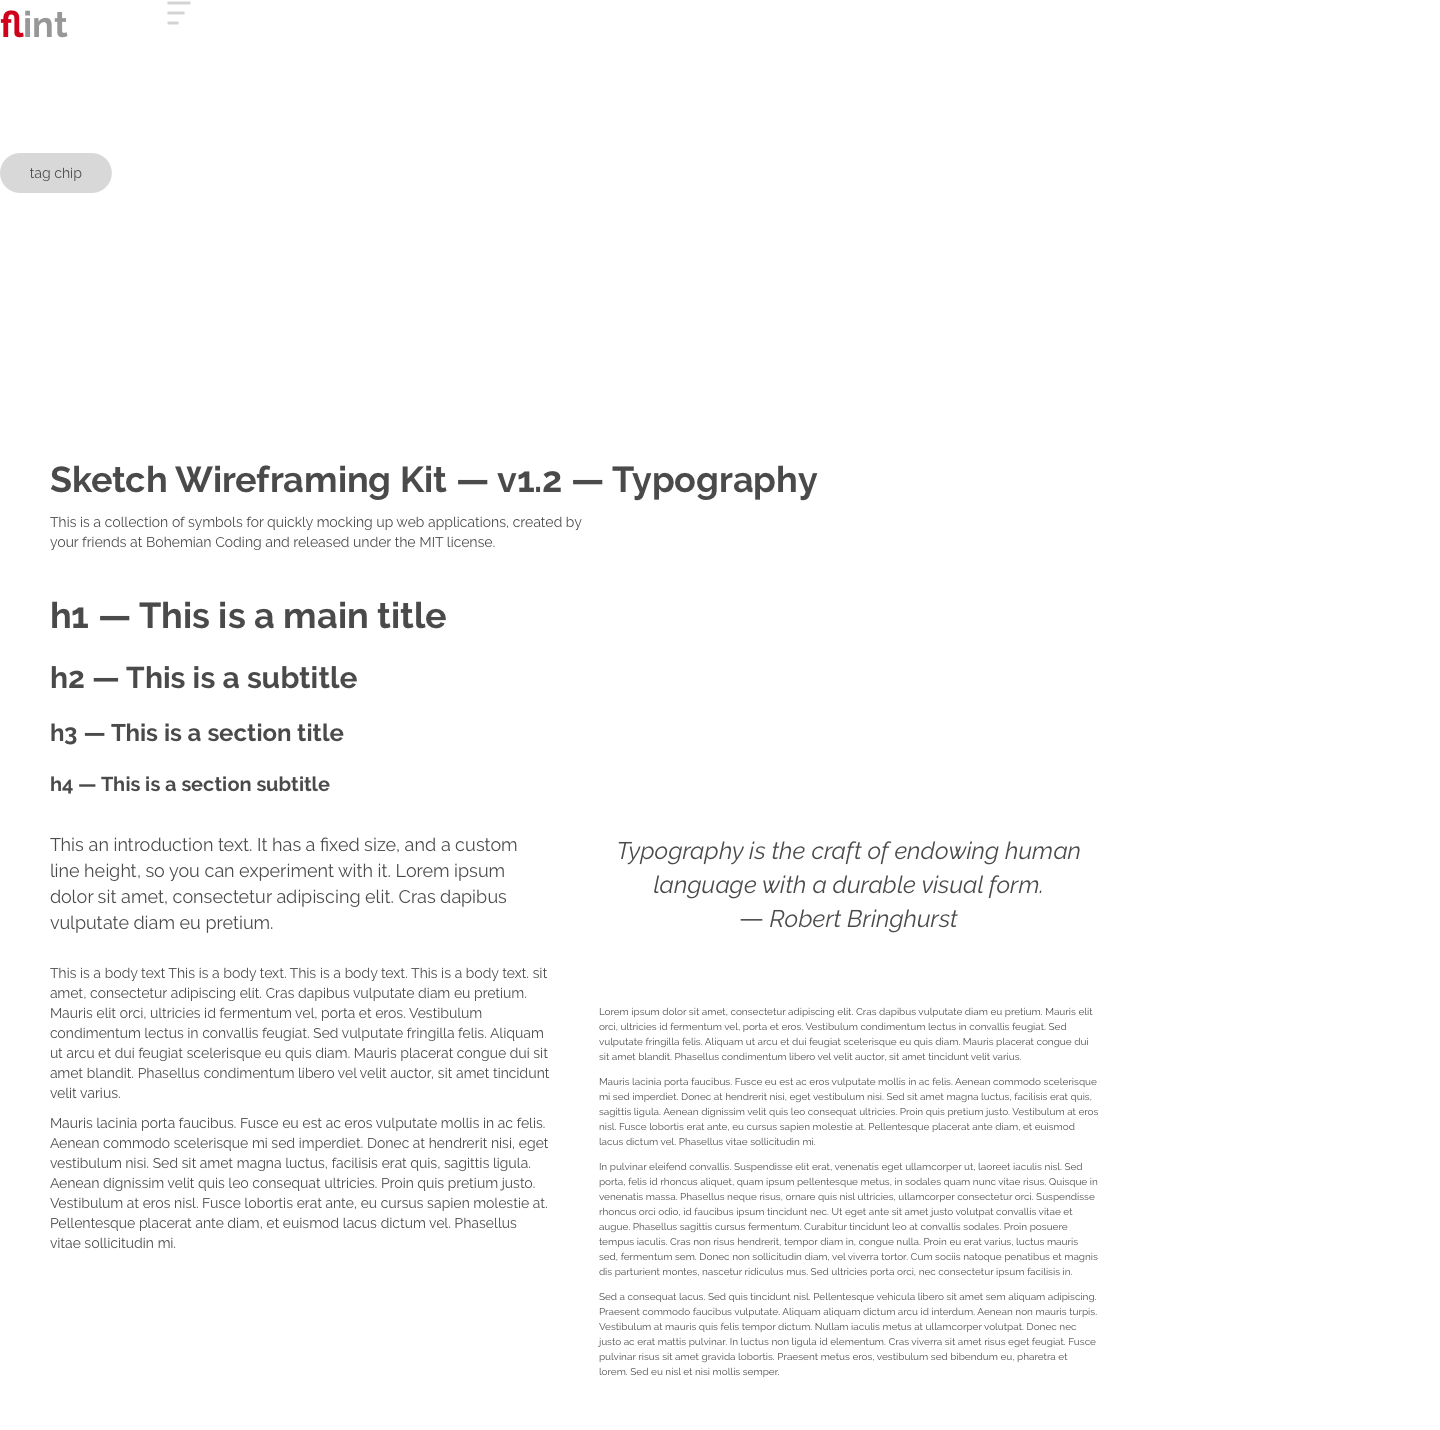 flint
tag chip
Sketch Wireframing Kit — v1.2 — Typography
This is a collection of symbols for quickly mocking up web applications, created by
your friends at Bohemian Coding and released under the MIT license.
h1 — This is a main title
h2 — This is a subtitle
h3 — This is a section title
h4 — This is a section subtitle
This an introduction text. It has a fixed size, and a custom
line height, so you can experiment with it. Lorem ipsum
dolor sit amet, consectetur adipiscing elit. Cras dapibus
vulputate diam eu pretium.
This is a body text This is a body text. This is a body text. This is a body text. sit
amet, consectetur adipiscing elit. Cras dapibus vulputate diam eu pretium.
Mauris elit orci, ultricies id fermentum vel, porta et eros. Vestibulum
condimentum lectus in convallis feugiat. Sed vulputate fringilla felis. Aliquam
ut arcu et dui feugiat scelerisque eu quis diam. Mauris placerat congue dui sit
amet blandit. Phasellus condimentum libero vel velit auctor, sit amet tincidunt
velit varius.
Mauris lacinia porta faucibus. Fusce eu est ac eros vulputate mollis in ac felis.
Aenean commodo scelerisque mi sed imperdiet. Donec at hendrerit nisi, eget
vestibulum nisi. Sed sit amet magna luctus, facilisis erat quis, sagittis ligula.
Aenean dignissim velit quis leo consequat ultricies. Proin quis pretium justo.
Vestibulum at eros nisl. Fusce lobortis erat ante, eu cursus sapien molestie at.
Pellentesque placerat ante diam, et euismod lacus dictum vel. Phasellus
vitae sollicitudin mi.
Typography is the craft of endowing human
language with a durable visual form.
— Robert Bringhurst
Lorem ipsum dolor sit amet, consectetur adipiscing elit. Cras dapibus vulputate diam eu pretium. Mauris elit
orci, ultricies id fermentum vel, porta et eros. Vestibulum condimentum lectus in convallis feugiat. Sed
vulputate fringilla felis. Aliquam ut arcu et dui feugiat scelerisque eu quis diam. Mauris placerat congue dui
sit amet blandit. Phasellus condimentum libero vel velit auctor, sit amet tincidunt velit varius.
Mauris lacinia porta faucibus. Fusce eu est ac eros vulputate mollis in ac felis. Aenean commodo scelerisque
mi sed imperdiet. Donec at hendrerit nisi, eget vestibulum nisi. Sed sit amet magna luctus, facilisis erat quis,
sagittis ligula. Aenean dignissim velit quis leo consequat ultricies. Proin quis pretium justo. Vestibulum at eros
nisl. Fusce lobortis erat ante, eu cursus sapien molestie at. Pellentesque placerat ante diam, et euismod
lacus dictum vel. Phasellus vitae sollicitudin mi.
In pulvinar eleifend convallis. Suspendisse elit erat, venenatis eget ullamcorper ut, laoreet iaculis nisl. Sed
porta, felis id rhoncus aliquet, quam ipsum pellentesque metus, in sodales quam nunc vitae risus. Quisque in
venenatis massa. Phasellus neque risus, ornare quis nisl ultricies, ullamcorper consectetur orci. Suspendisse
rhoncus orci odio, id faucibus ipsum tincidunt nec. Ut eget ante sit amet justo volutpat convallis vitae et
augue. Phasellus sagittis cursus fermentum. Curabitur tincidunt leo at convallis sodales. Proin posuere
tempus iaculis. Cras non risus hendrerit, tempor diam in, congue nulla. Proin eu erat varius, luctus mauris
sed, fermentum sem. Donec non sollicitudin diam, vel viverra tortor. Cum sociis natoque penatibus et magnis
dis parturient montes, nascetur ridiculus mus. Sed ultricies porta orci, nec consectetur ipsum facilisis in.
Sed a consequat lacus. Sed quis tincidunt nisl. Pellentesque vehicula libero sit amet sem aliquam adipiscing.
Praesent commodo faucibus vulputate. Aliquam aliquam dictum arcu id interdum. Aenean non mauris turpis.
Vestibulum at mauris quis felis tempor dictum. Nullam iaculis metus at ullamcorper volutpat. Donec nec
justo ac erat mattis pulvinar. In luctus non ligula id elementum. Cras viverra sit amet risus eget feugiat. Fusce
pulvinar risus sit amet gravida lobortis. Praesent metus eros, vestibulum sed bibendum eu, pharetra et
lorem. Sed eu nisl et nisi mollis semper.